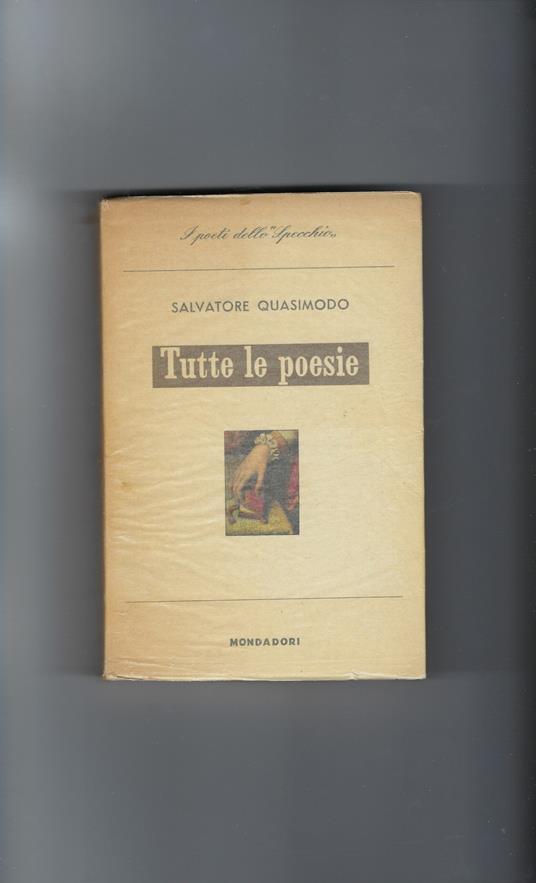 I poeti dello "Specchio„
SALVATORE QUASIMODO
Tutte le poesie
MONDADORI